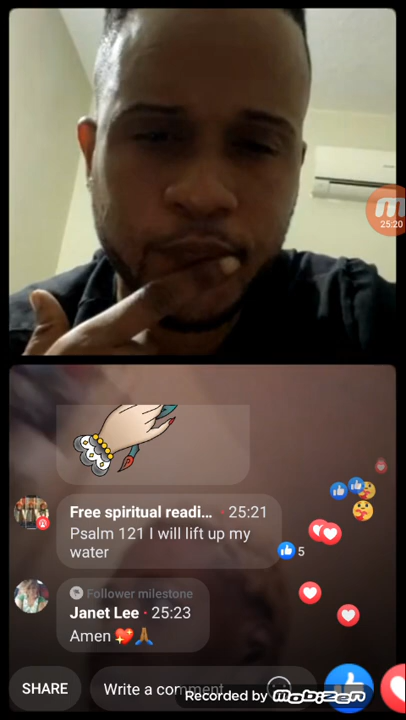 25:20
Free spiritual readi... • 25:21
Psalm 121 I will lift up my
water
5
Follower milestone
Janet Lee • 25:23
Amen 💖🙏🏾
SHARE
Write a comment
Recorded by mobizen